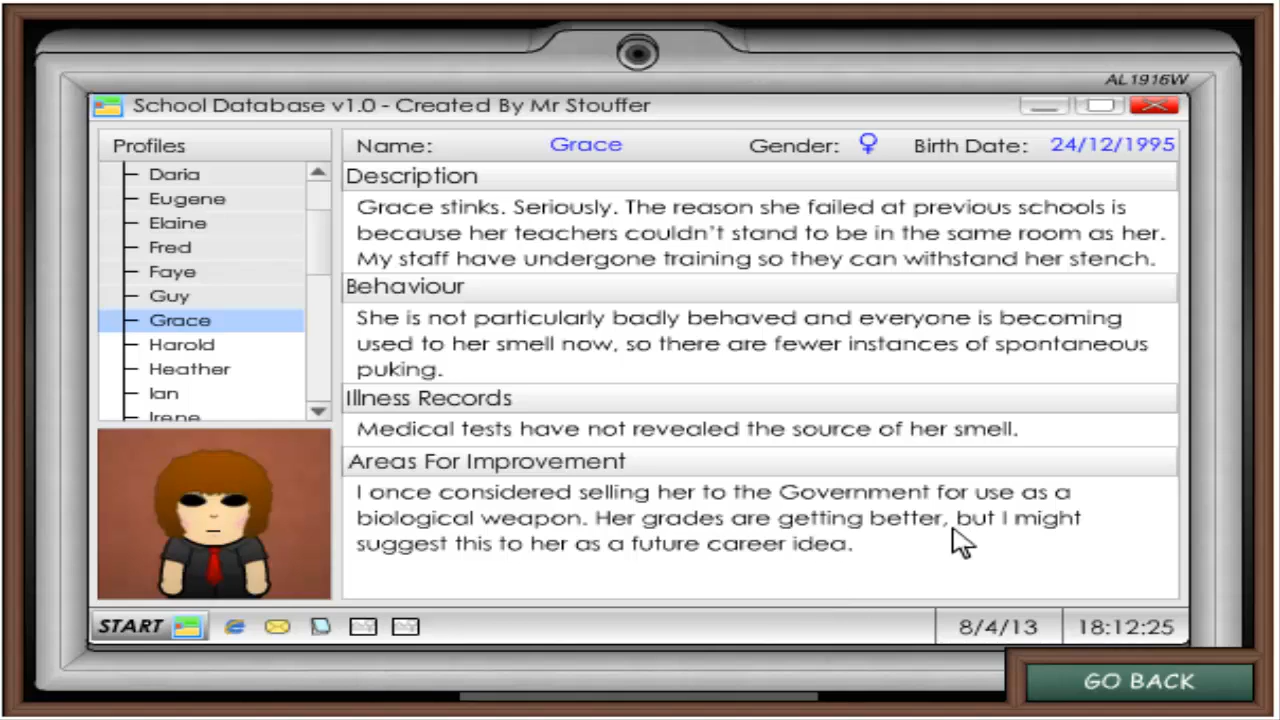 AL1916W
School Database v1.0 - Created By Mr Stouffer
Profiles
Daria
Eugene
Elaine
Fred
Faye
Guy
Grace
Harold
Heather
Ian
Irene
Name: Grace Gender: ♀ Birth Date: 24/12/1995
Description
Grace stinks. Seriously. The reason she failed at previous schools is
because her teachers couldn't stand to be in the same room as her.
My staff have undergone training so they can withstand her stench.
Behaviour
She is not particularly badly behaved and everyone is becoming
used to her smell now, so there are fewer instances of spontaneous
puking.
Illness Records
Medical tests have not revealed the source of her smell.
Areas For Improvement
I once considered selling her to the Government for use as a
biological weapon. Her grades are getting better, but I might
suggest this to her as a future career idea.
START
8/4/13 18:12:25
GO BACK